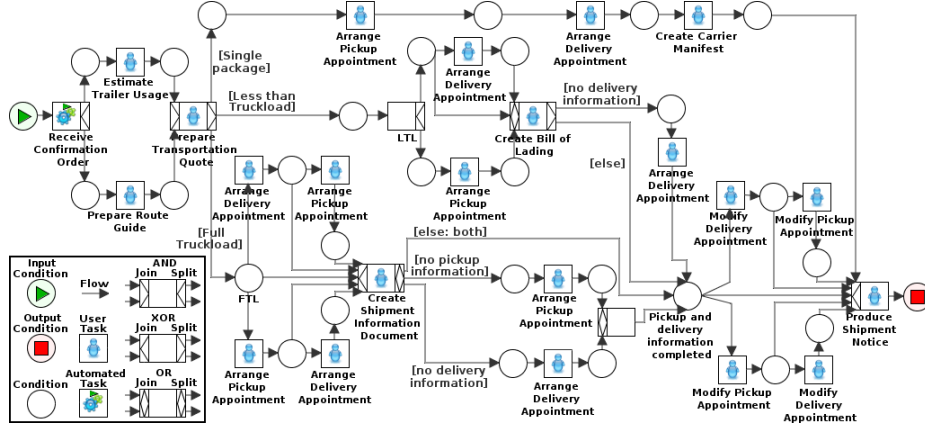 Arrange
Pickup
Appointment
Arrange
Delivery
Appointment
Create Carrier
Manifest
[Single
package]
Estimate
Trailer Usage
Arrange
Delivery
Appointment
[no delivery
information]
[Less than
Truckload]
Receive
Confirmation
Order
Prepare
Transportation
Quote
LTL
Create Bill of
Lading
[else]
Arrange
Delivery
Appointment
Arrange
Delivery
Appointment
Arrange
Pickup
Appointment
Arrange
Pickup
Appointment
Prepare Route
Guide
Modify
Delivery
Appointment
Modify Pickup
Appointment
[Full
Truckload]
[else: both]
[no pickup
information]
FTL
Create
Shipment
Information
Document
Arrange
Pickup
Appointment
Pickup and
delivery
information
completed
Produce
Shipment
Notice
Arrange
Pickup
Appointment
Arrange
Delivery
Appointment
[no delivery
information]
Arrange
Delivery
Appointment
Modify Pickup
Appointment
Modify
Delivery
Appointment
Input
Condition
Flow
AND
Join Split
Output
Condition
User
Task
XOR
Join Split
Condition
Automated
Task
OR
Join Split